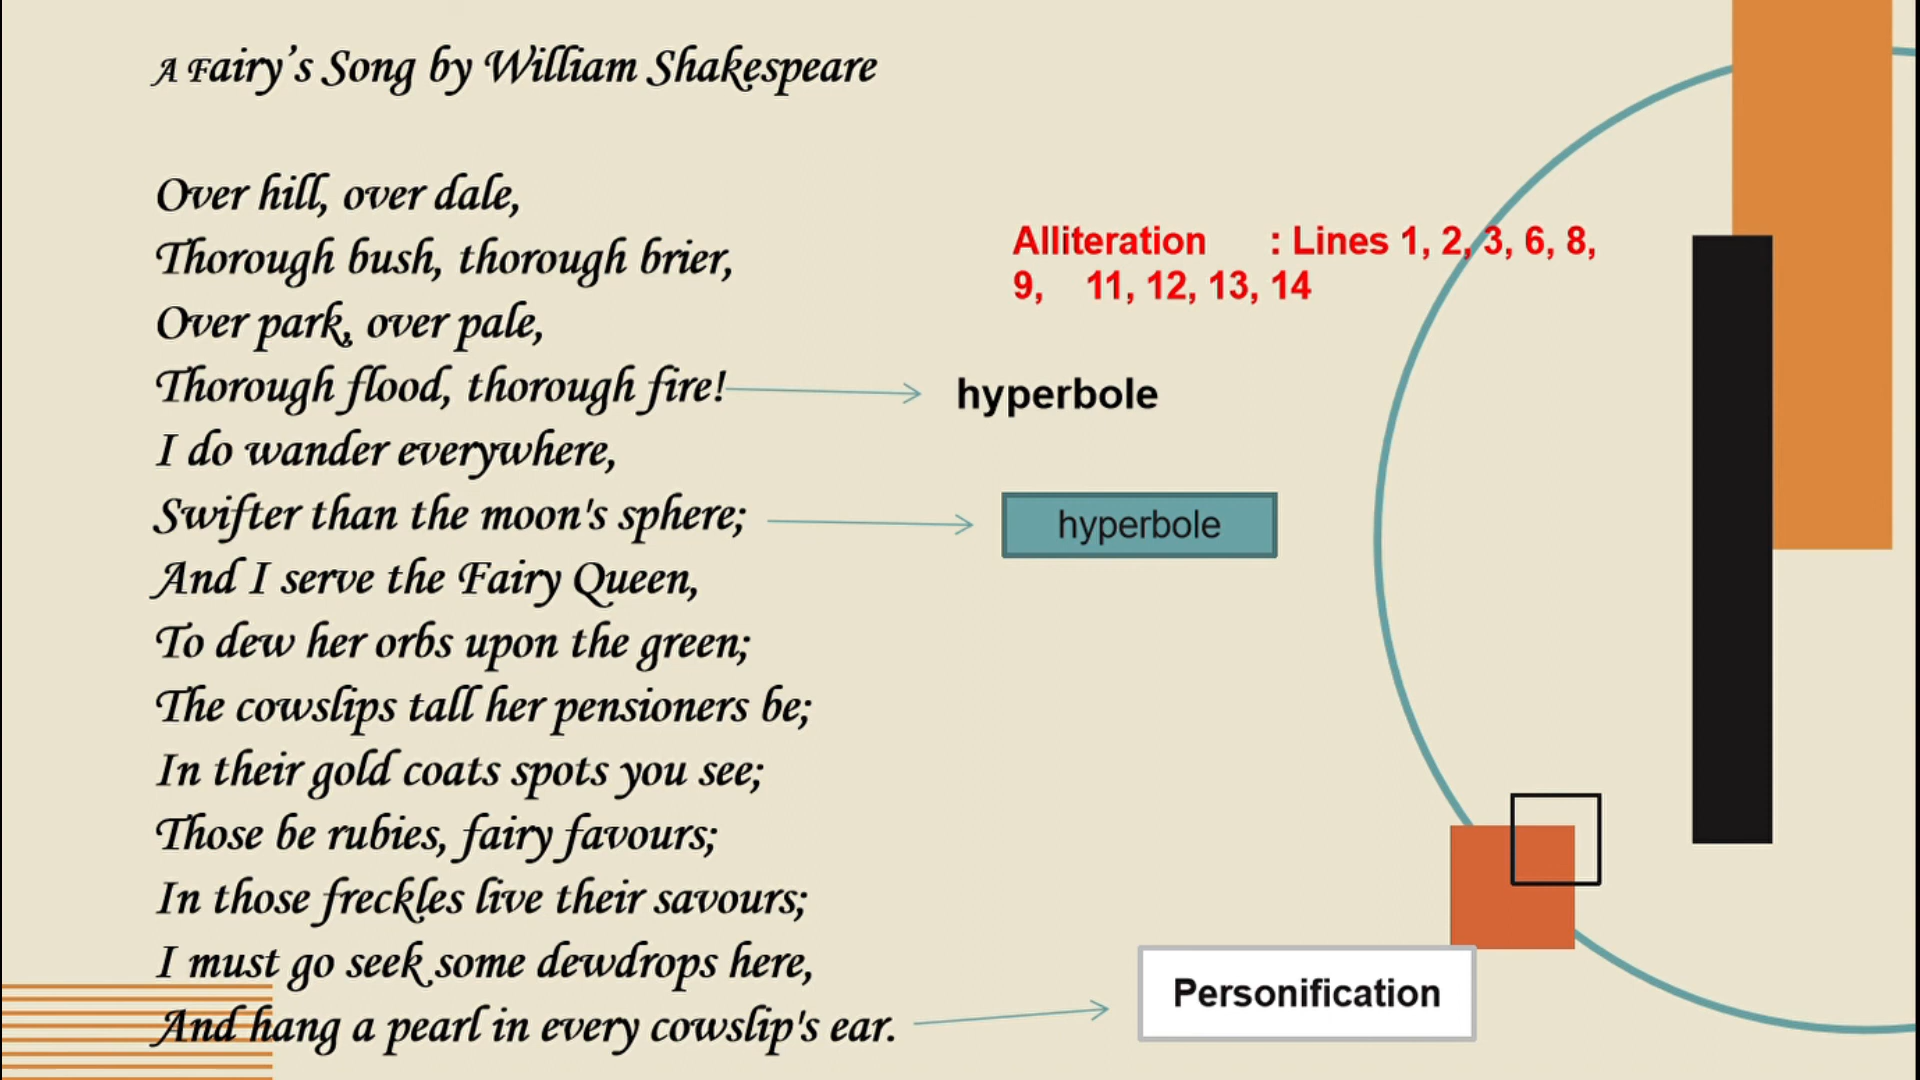 A Fairy’s Song by William Shakespeare
Over hill, over dale,
Thorough bush, thorough brier,
Over park, over pale,
Thorough flood, thorough fire!
I do wander everywhere,
Swifter than the moon's sphere;
And I serve the Fairy Queen,
To dew her orbs upon the green;
The cowslips tall her pensioners be;
In their gold coats spots you see;
Those be rubies, fairy favours;
In those freckles live their savours;
I must go seek some dewdrops here,
And hang a pearl in every cowslip's ear.
Alliteration : Lines 1, 2, 3, 6, 8,
9, 11, 12, 13, 14
hyperbole
hyperbole
Personification